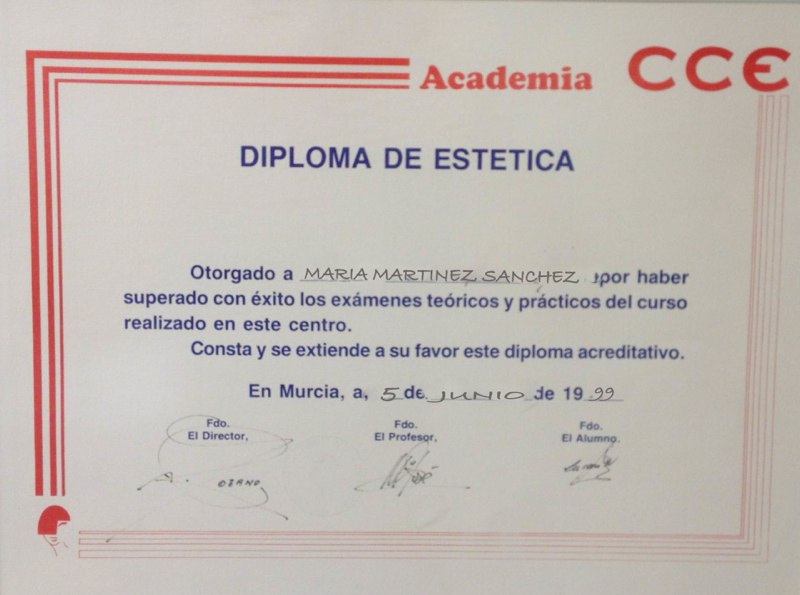 Academia CCE
DIPLOMA DE ESTETICA
Otorgado a MARIA MARTINEZ SANCHEZ por haber
superado con éxito los exámenes teóricos y prácticos del curso
realizado en este centro.
Consta y se extiende a su favor este diploma acreditativo.
En Murcia, a, 5 de JUNIO de 1999
Fdo. Fdo. Fdo.
El Director, El Profesor, El Alumno.